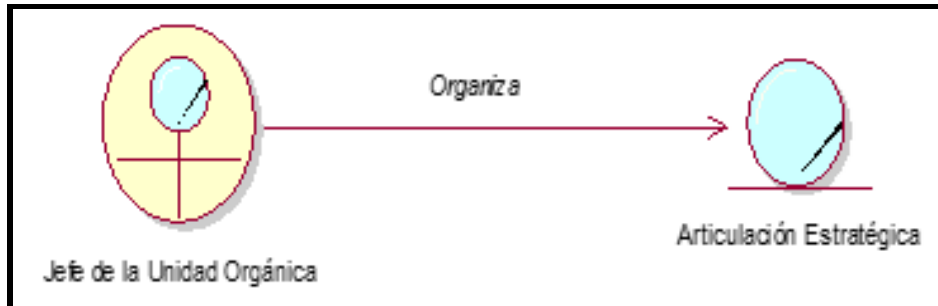 Organiza
Articulación Estratégica
Jefe de la Unidad Orgánica